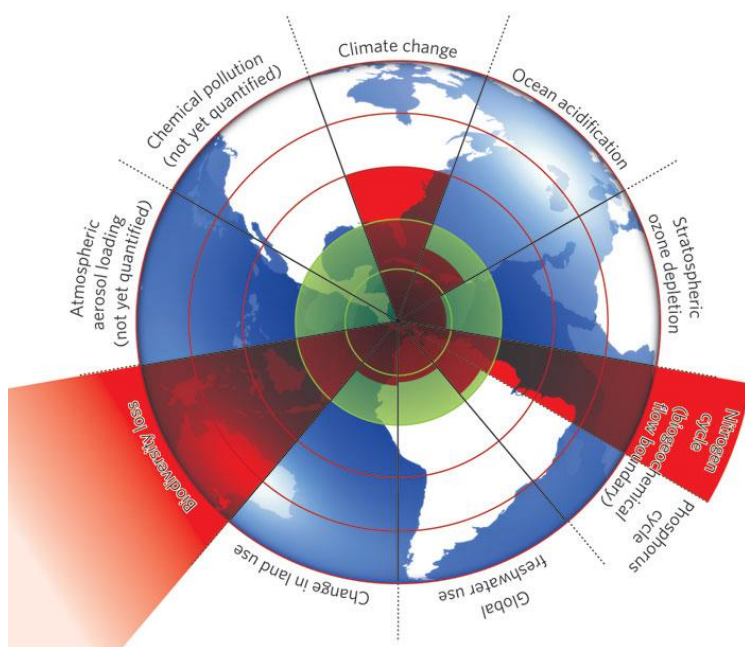 Climate change
Ocean acidification
Stratospheric
ozone depletion
Nitrogen
cycle
(biogeochemical
flow boundary)
Phosphorus
cycle
Global
freshwater use
Change in land use
Biodiversity loss
Atmospheric
aerosol loading
(not yet quantified)
Chemical pollution
(not yet quantified)